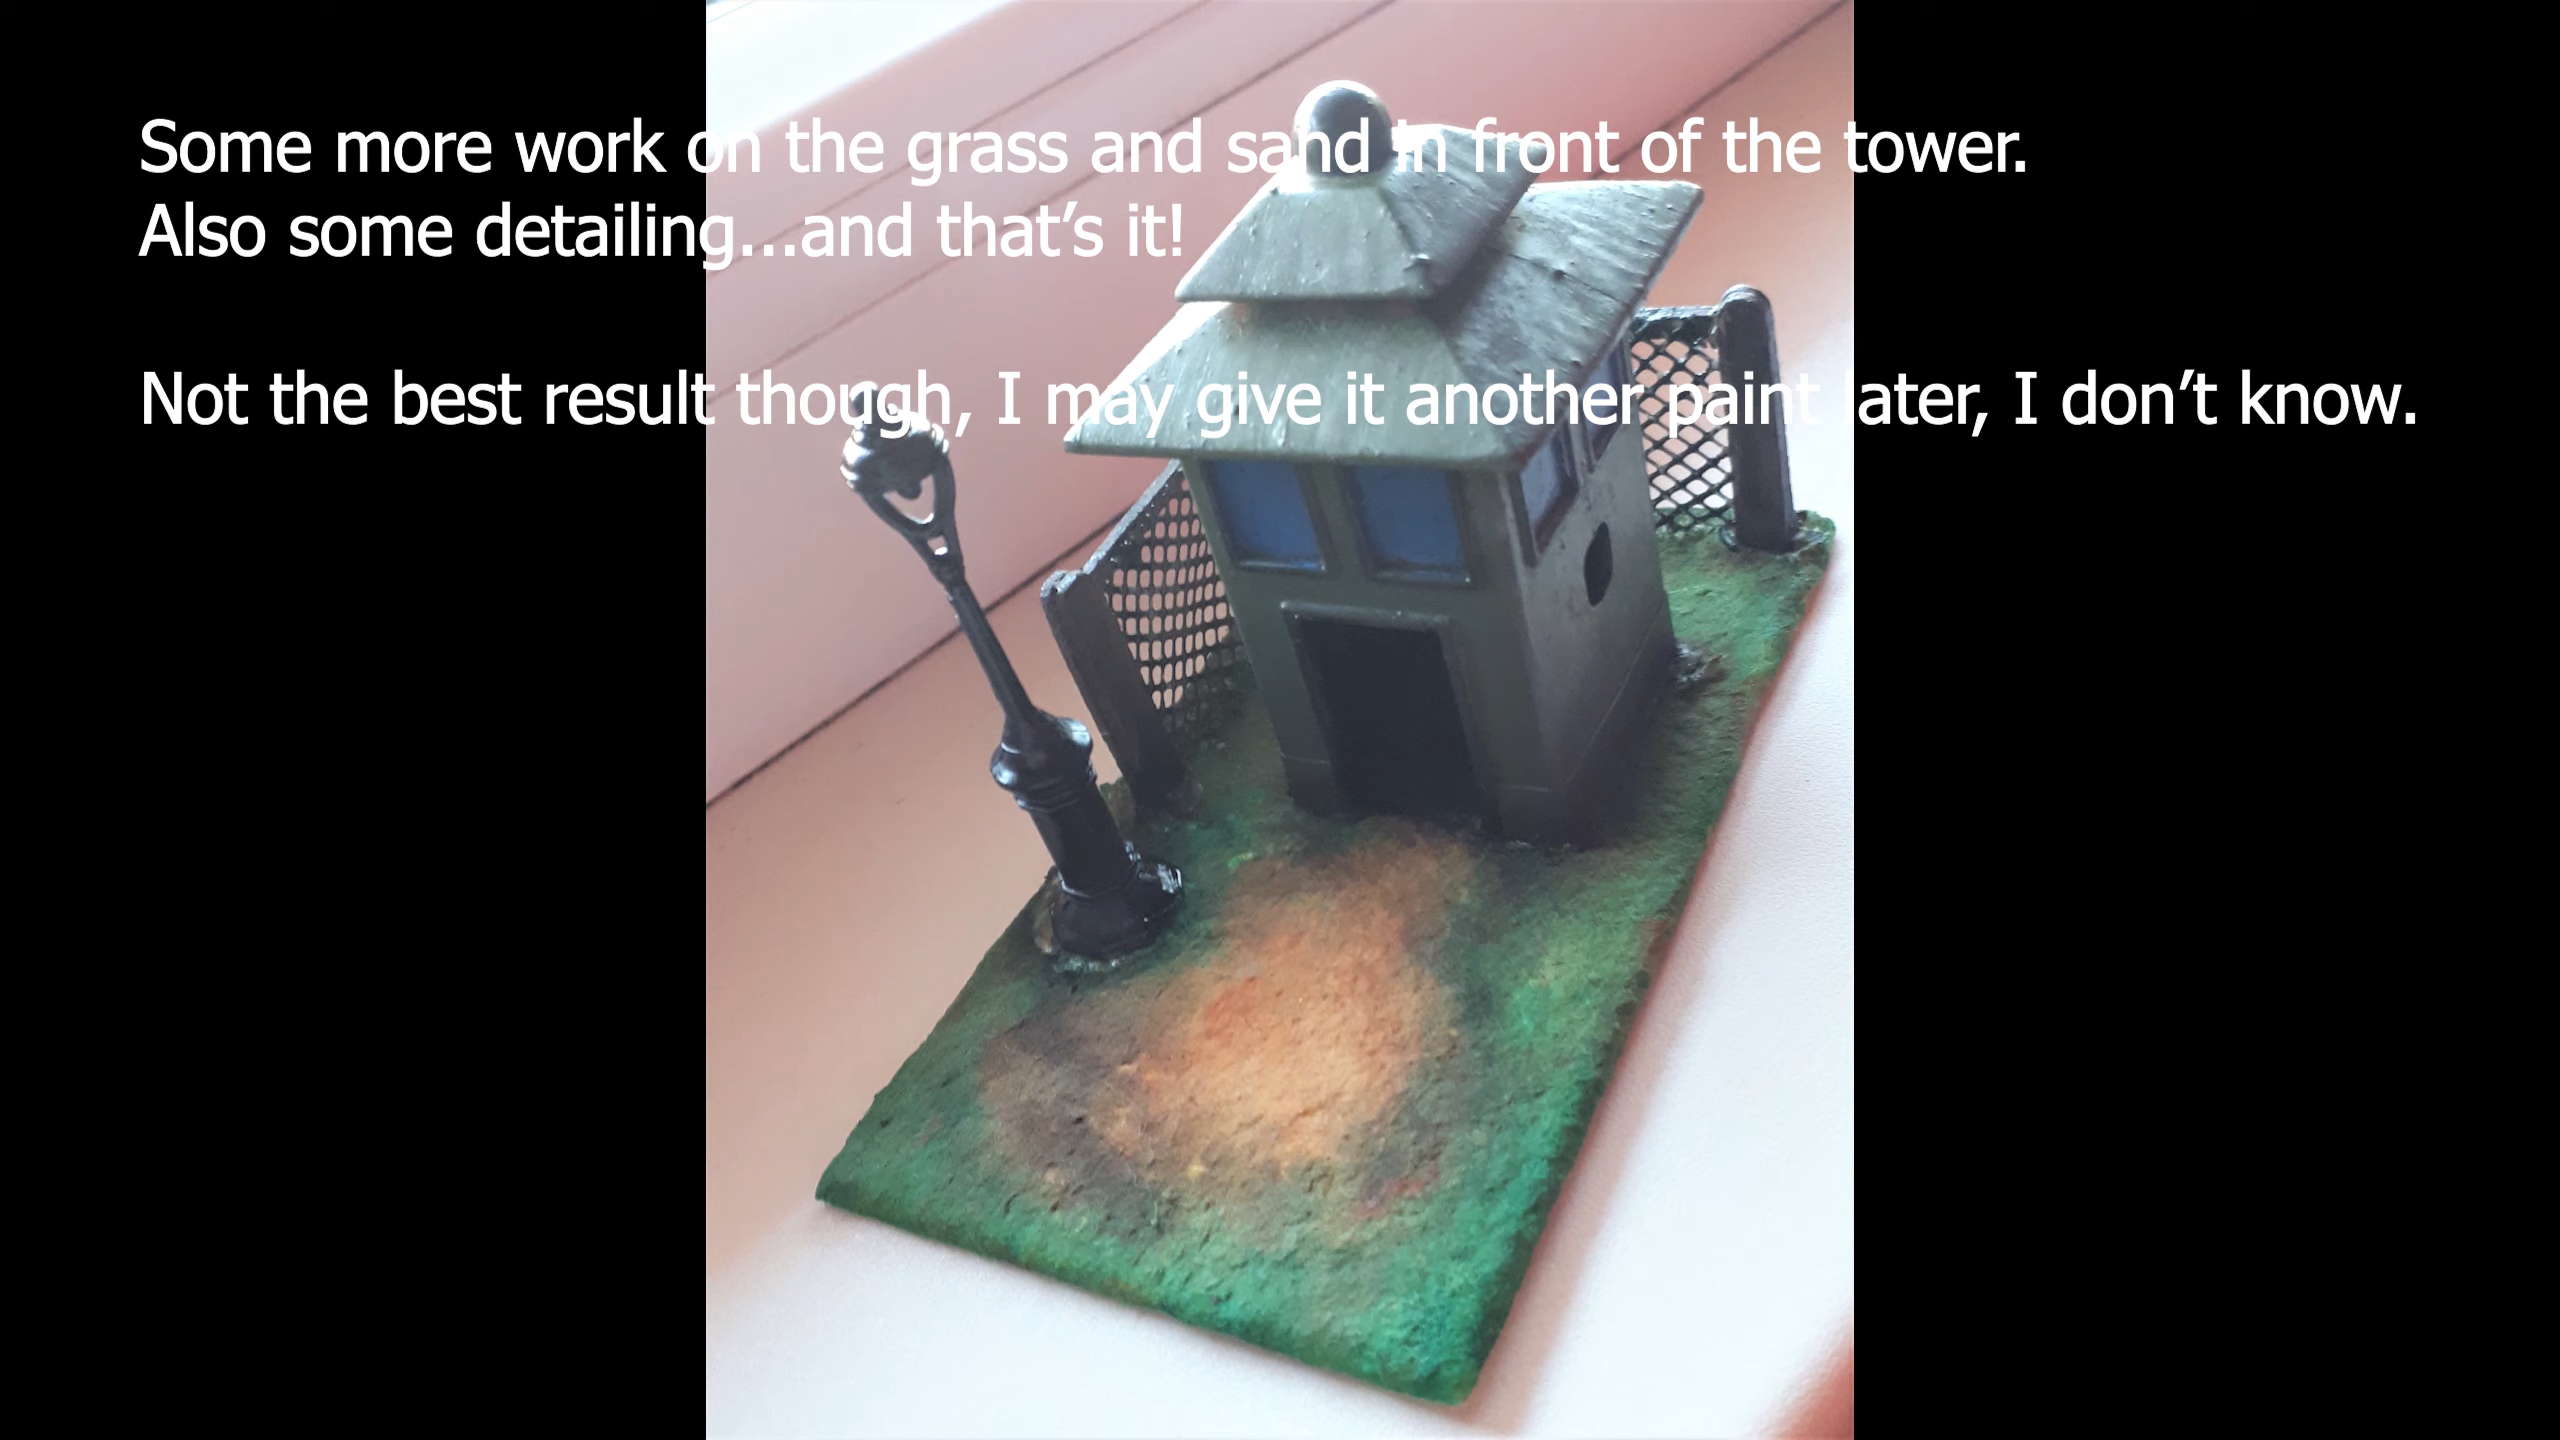 Some more work on the grass and sand in front of the tower.
Also some detailing...and that’s it!
Not the best result though, I may give it another paint later, I don’t know.